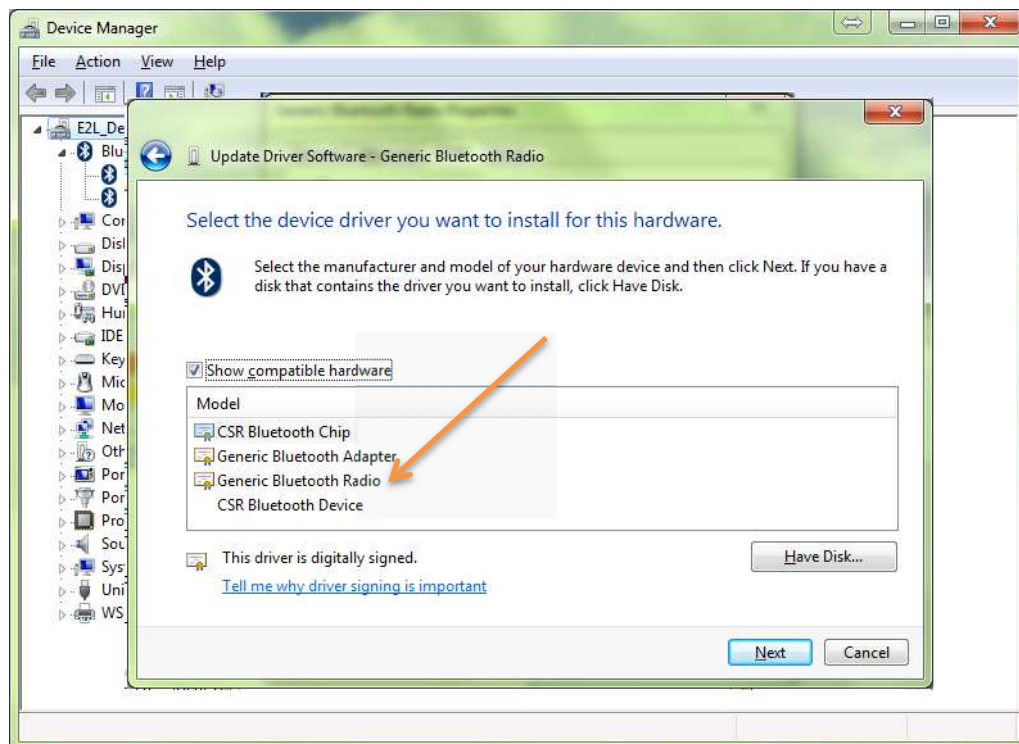 Device Manager
File Action View Help
E2L_De
Blu
Update Driver Software - Generic Bluetooth Radio
Select the device driver you want to install for this hardware.
Select the manufacturer and model of your hardware device and then click Next. If you have a
disk that contains the driver you want to install, click Have Disk.
Cor
Disl
Disp
DVD
Hui
IDE
Key
Mic
Mo
Net
Oth
Por
Por
Pro
Sou
Sys
Uni
WS
Show compatible hardware
Model
CSR Bluetooth Chip
Generic Bluetooth Adapter
Generic Bluetooth Radio
CSR Bluetooth Device
This driver is digitally signed.
Have Disk...
Tell me why driver signing is important
Next Cancel